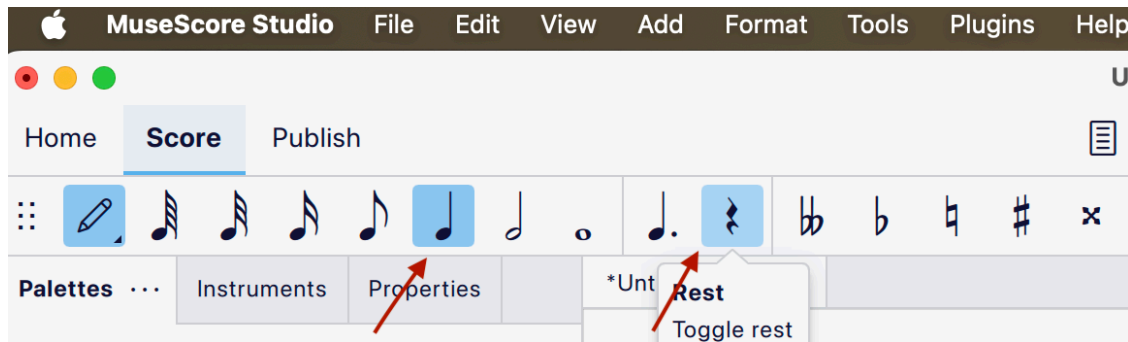 MuseScore Studio File Edit View Add Format Tools Plugins Help
U
Home Score Publish
Palettes ... Instruments Properties *Unt
Rest
Toggle rest